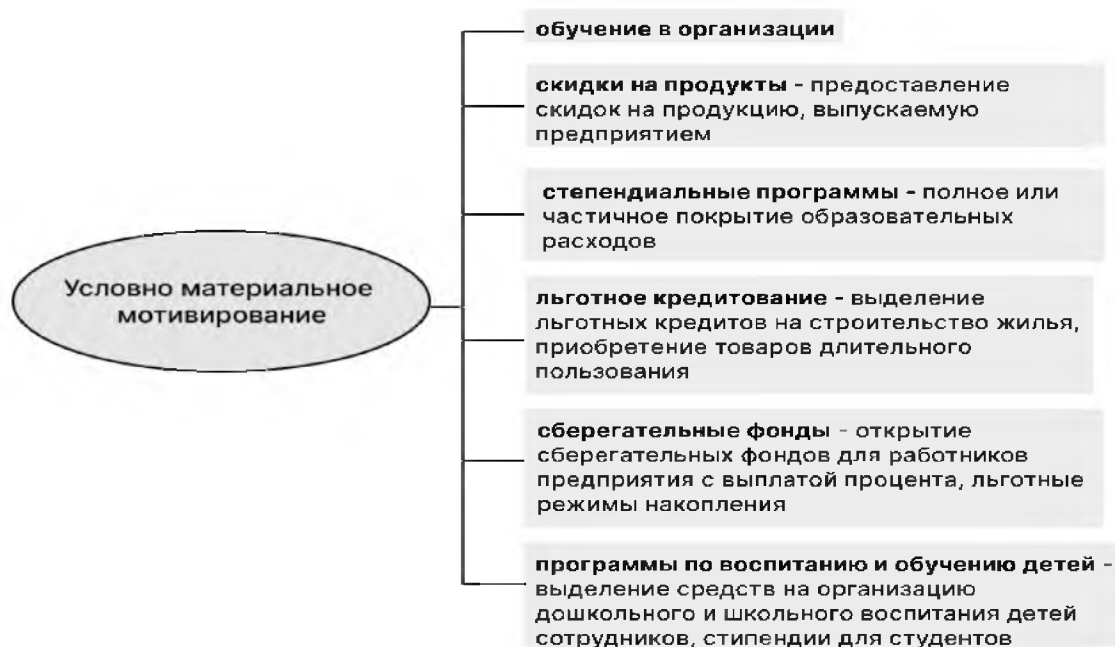 обучение в организации
скидки на продукты - предоставление
скидок на продукцию, выпускаемую
предприятием
степендиальные программы - полное или
частичное покрытие образовательных
расходов
Условно материальное
мотивирование
льготное кредитование - выделение
льготных кредитов на строительство жилья,
приобретение товаров длительного
пользования
сберегательные фонды - открытие
сберегательных фондов для работников
предприятия с выплатой процента, льготные
режимы накопления
программы по воспитанию и обучению детей -
выделение средств на организацию
дошкольного и школьного воспитания детей
сотрудников, стипендии для студентов